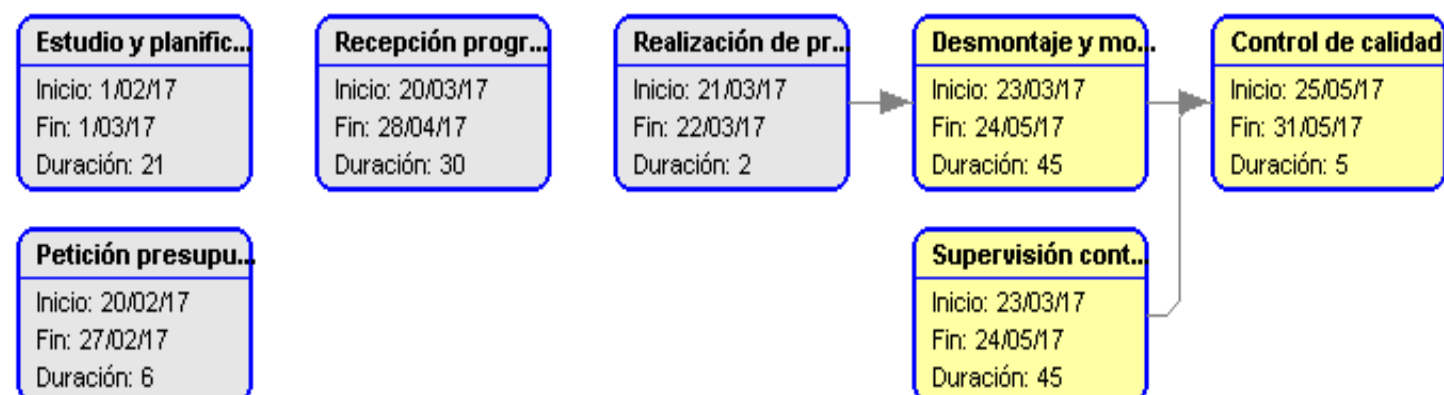 Estudio y planific...
Inicio: 1/02/17
Fin: 1/03/17
Duración: 21
Recepción progr...
Inicio: 20/03/17
Fin: 28/04/17
Duración: 30
Realización de pr...
Inicio: 21/03/17
Fin: 22/03/17
Duración: 2
Desmontaje y mo...
Inicio: 23/03/17
Fin: 24/05/17
Duración: 45
Control de calidad
Inicio: 25/05/17
Fin: 31/05/17
Duración: 5
Petición presupu...
Inicio: 20/02/17
Fin: 27/02/17
Duración: 6
Supervisión cont...
Inicio: 23/03/17
Fin: 24/05/17
Duración: 45